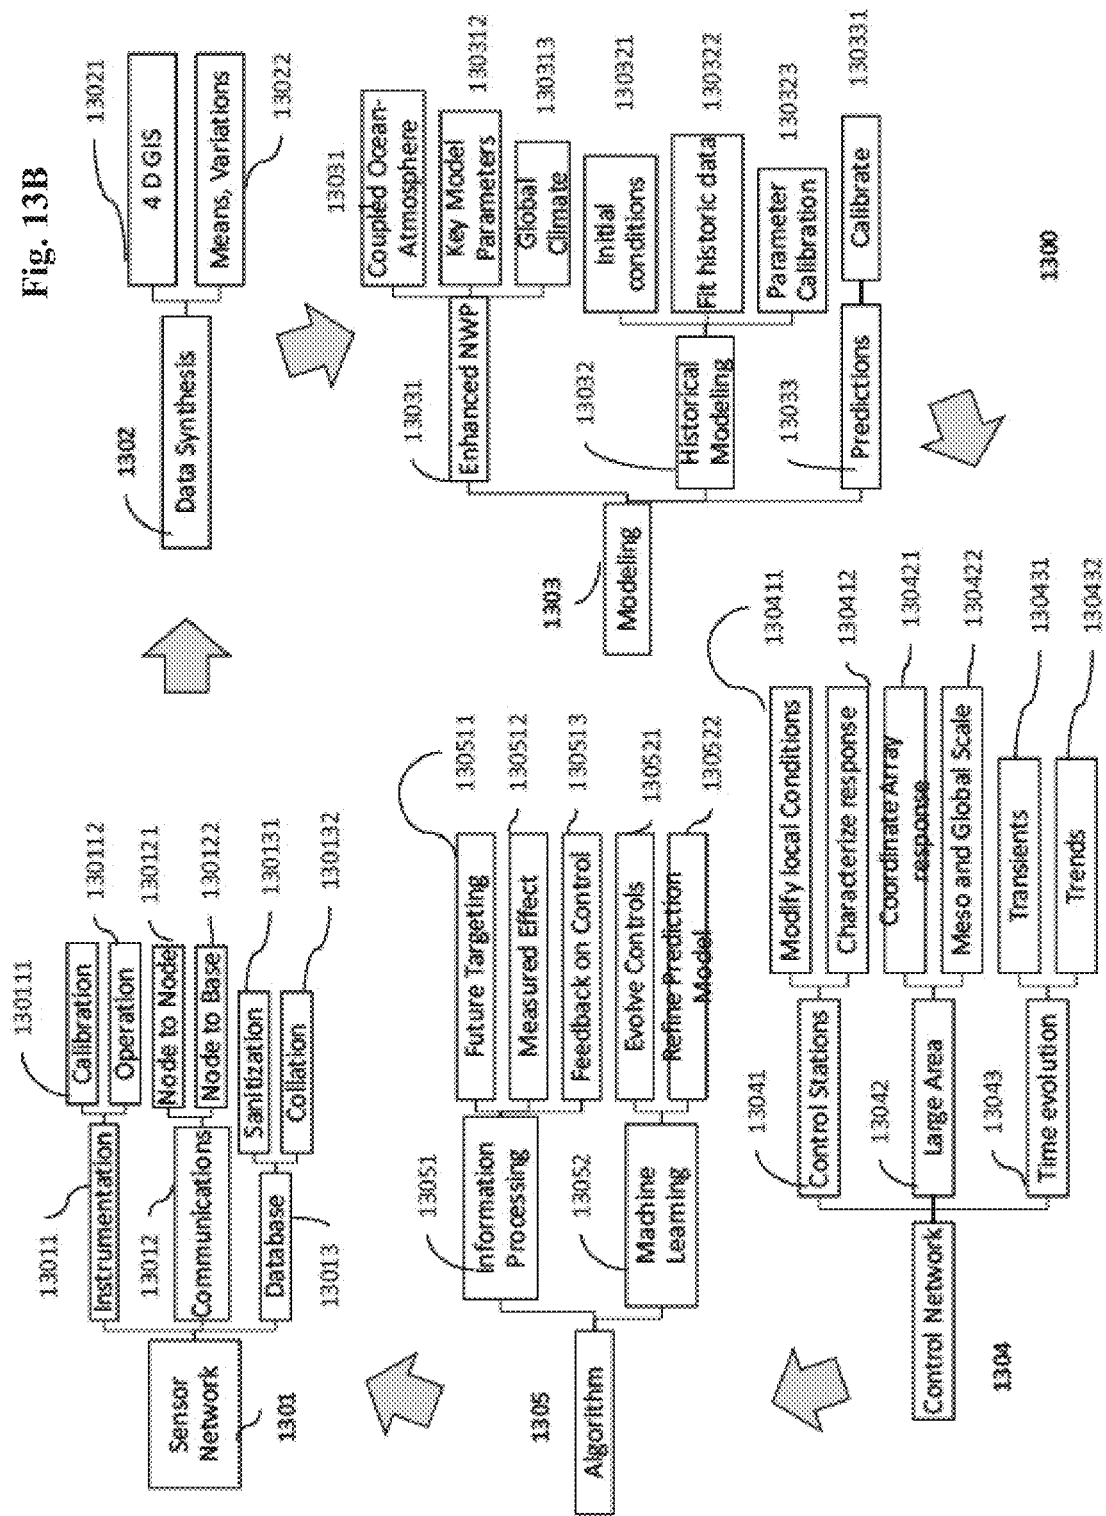 Fig. 13B
Sensor
Network
1301
13011
Instrumentation
130111
Calibration
130112
Operation
13012
Communications
130121
Node to Node
130122
Node to Base
13013
Database
130131
Sanitization
130132
Collation
1302
Data Synthesis
13021
4 DGIS
13022
Means, Variations
1303
Modeling
13031
Enhanced NWP
13031
Coupled Ocean-
Atmosphere
130312
Key Model
Parameters
130313
Global
Climate
13032
Historical
Modeling
130321
Initial
conditions
130322
Fit historic data
130323
Parameter
Calibration
13033
Predictions
130331
Calibrate
1305
Algorithm
13051
Information
Processing
130511
Future Targeting
130512
Measured Effect
130513
Feedback on Control
13052
Machine
Learning
130521
Evolve Controls
130522
Refine Prediction
Model
1304
Control Network
13041
Control Stations
130411
Modify local Conditions
130412
Characterize response
13042
Large Area
130421
Coordinate Array
response
130422
Meso and Global Scale
13043
Time evolution
130431
Transients
130432
Trends
1300